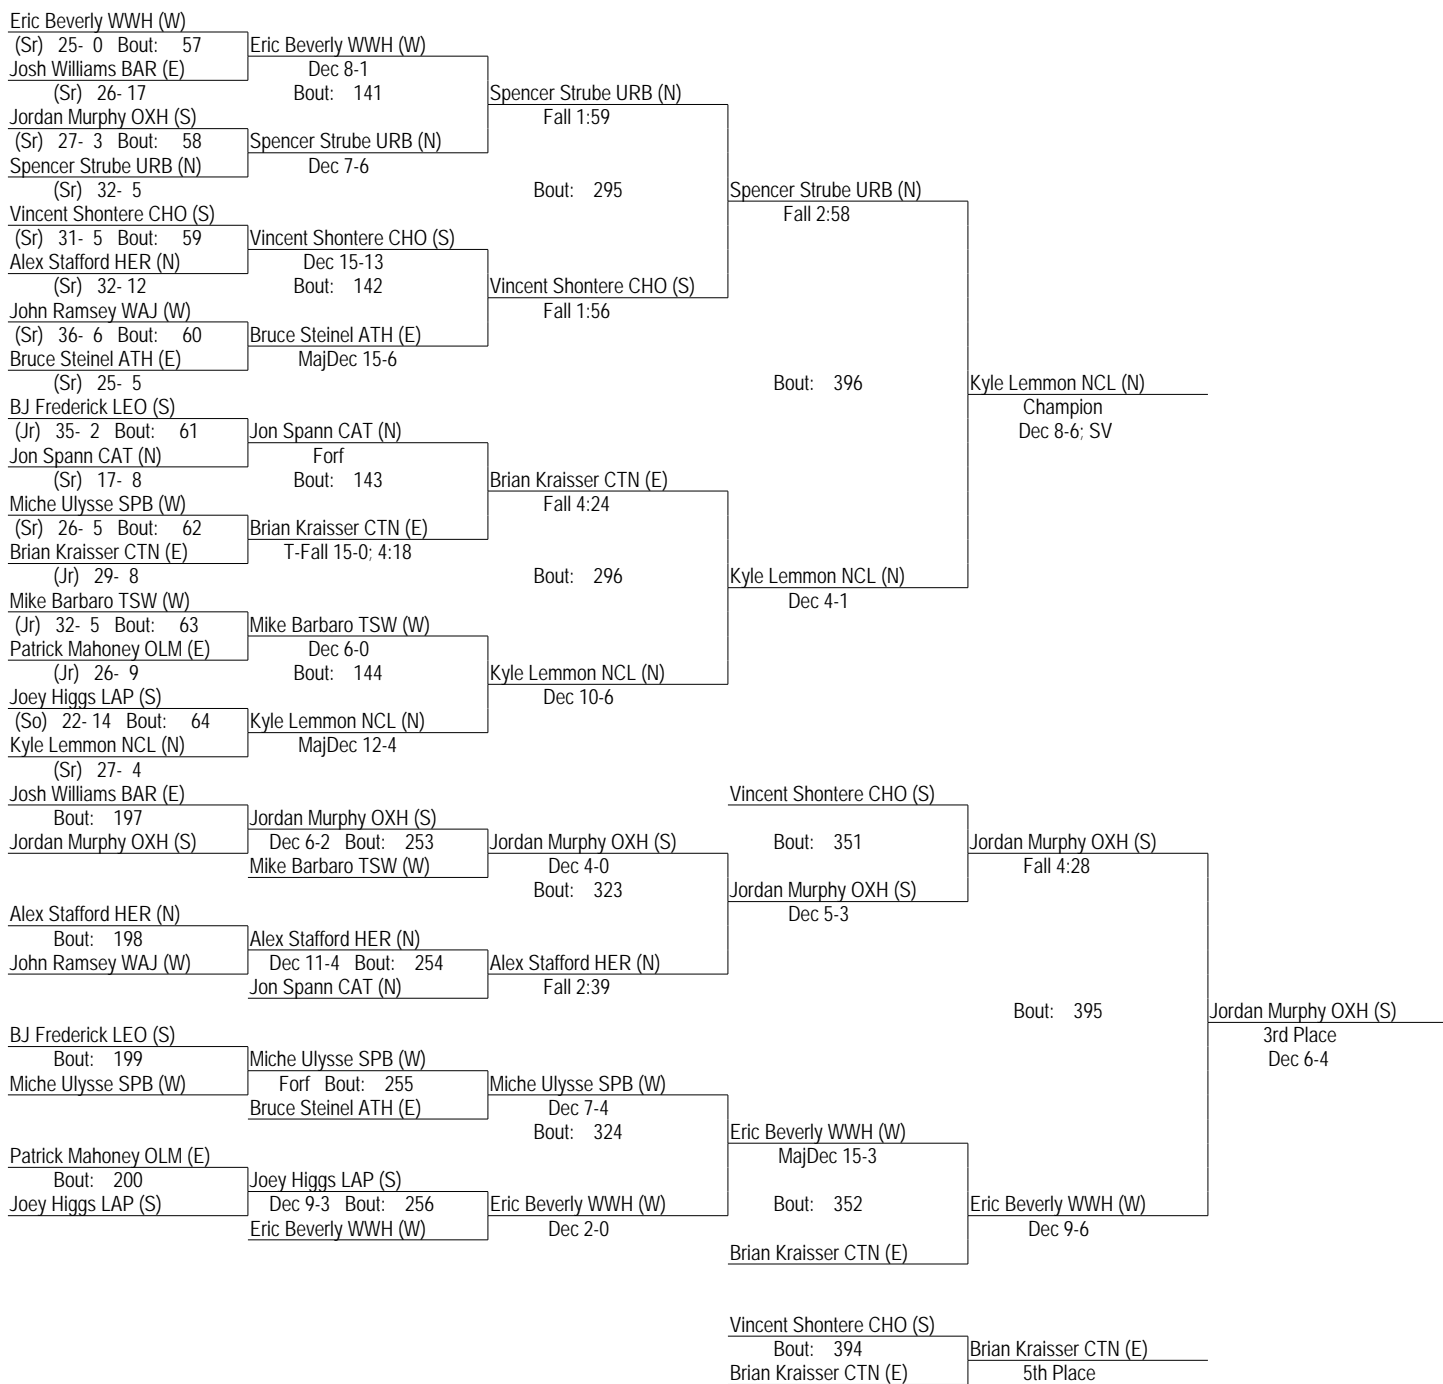 Eric Beverly WWH (W)
(Sr) 25- 0 Bout: 57 Eric Beverly WWH (W)
Josh Williams BAR (E) Dec 8-1
(Sr) 26- 17 Bout: 141 Spencer Strube URB (N)
Jordan Murphy OXH (S) Fall 1:59
(Sr) 27- 3 Bout: 58 Spencer Strube URB (N)
Spencer Strube URB (N) Dec 7-6
(Sr) 32- 5 Bout: 295 Spencer Strube URB (N)
Vincent Shontere CHO (S) Fall 2:58
(Sr) 31- 5 Bout: 59 Vincent Shontere CHO (S)
Alex Stafford HER (N) Dec 15-13
(Sr) 32- 12 Bout: 142 Vincent Shontere CHO (S)
John Ramsey WAJ (W) Fall 1:56
(Sr) 36- 6 Bout: 60 Bruce Steinel ATH (E)
Bruce Steinel ATH (E) MajDec 15-6
(Sr) 25- 5 Bout: 396 Kyle Lemmon NCL (N)
BJ Frederick LEO (S) Champion
(Jr) 35- 2 Bout: 61 Jon Spann CAT (N) Dec 8-6; SV
Jon Spann CAT (N) Forf
(Sr) 17- 8 Bout: 143 Brian Kraisser CTN (E)
Miche Ulysse SPB (W) Fall 4:24
(Sr) 26- 5 Bout: 62 Brian Kraisser CTN (E)
Brian Kraisser CTN (E) T-Fall 15-0; 4:18
(Jr) 29- 8 Bout: 296 Kyle Lemmon NCL (N)
Mike Barbaro TSW (W) Dec 4-1
(Jr) 32- 5 Bout: 63 Mike Barbaro TSW (W)
Patrick Mahoney OLM (E) Dec 6-0
(Jr) 26- 9 Bout: 144 Kyle Lemmon NCL (N)
Joey Higgs LAP (S) Dec 10-6
(So) 22- 14 Bout: 64 Kyle Lemmon NCL (N)
Kyle Lemmon NCL (N) MajDec 12-4
(Sr) 27- 4
Josh Williams BAR (E) Vincent Shontere CHO (S)
Bout: 197 Jordan Murphy OXH (S)
Jordan Murphy OXH (S) Dec 6-2 Bout: 253 Jordan Murphy OXH (S) Bout: 351 Jordan Murphy OXH (S)
Mike Barbaro TSW (W) Dec 4-0 Fall 4:28
Bout: 323 Jordan Murphy OXH (S)
Alex Stafford HER (N) Dec 5-3
Bout: 198 Alex Stafford HER (N)
John Ramsey WAJ (W) Dec 11-4 Bout: 254 Alex Stafford HER (N)
Jon Spann CAT (N) Fall 2:39
Bout: 395 Jordan Murphy OXH (S)
BJ Frederick LEO (S) 3rd Place
Bout: 199 Miche Ulysse SPB (W) Dec 6-4
Miche Ulysse SPB (W) Forf Bout: 255 Miche Ulysse SPB (W)
Bruce Steinel ATH (E) Dec 7-4
Bout: 324 Eric Beverly WWH (W)
Patrick Mahoney OLM (E) MajDec 15-3
Bout: 200 Joey Higgs LAP (S)
Joey Higgs LAP (S) Dec 9-3 Bout: 256 Eric Beverly WWH (W) Bout: 352 Eric Beverly WWH (W)
Eric Beverly WWH (W) Dec 2-0 Dec 9-6
Brian Kraisser CTN (E)
Vincent Shontere CHO (S)
Bout: 394 Brian Kraisser CTN (E)
Brian Kraisser CTN (E) 5th Place